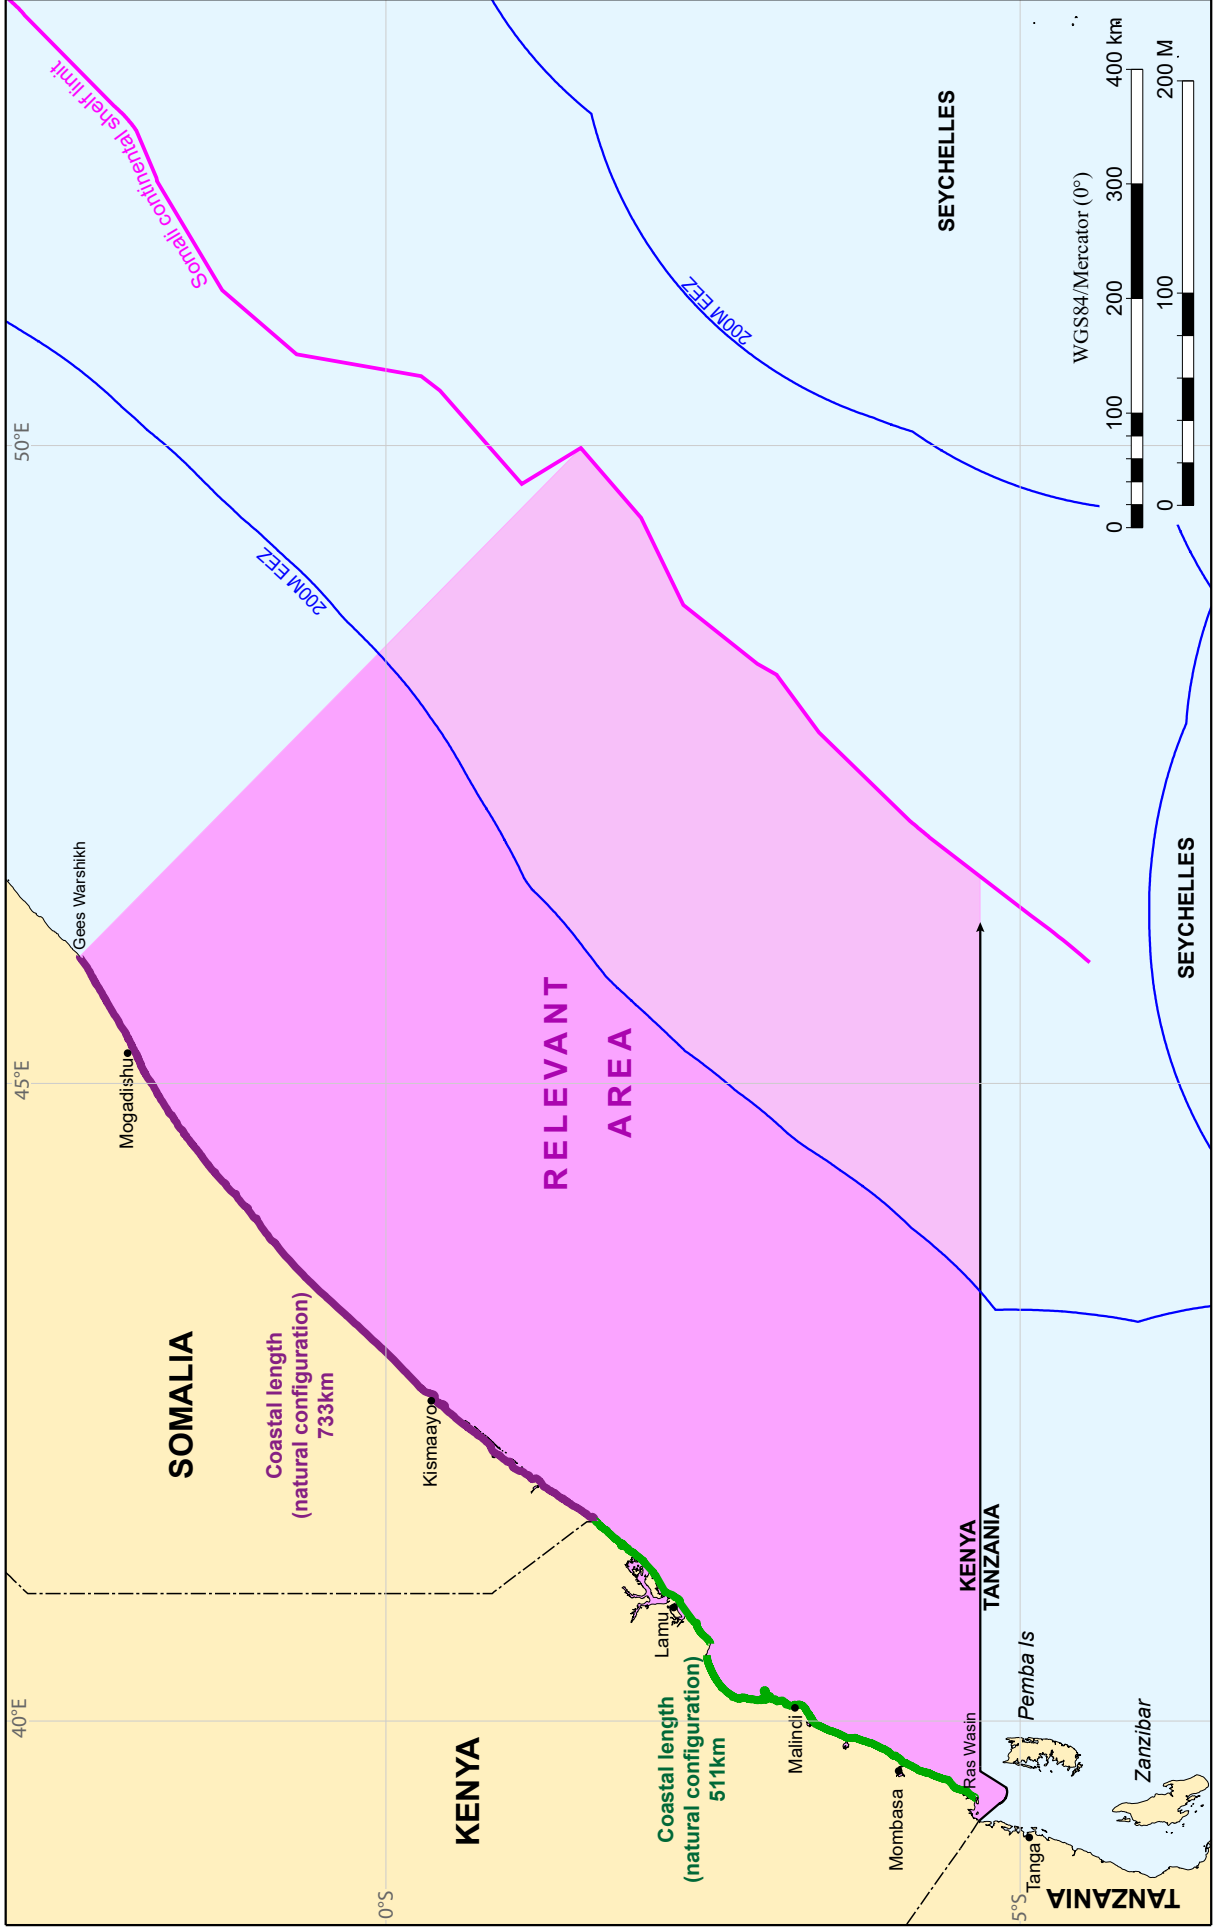 50°E
45°E
40°E
0°S
5°S
Somali continental shelf limit
200M EEZ
200M EEZ
SEYCHELLES
SEYCHELLES
Gees Warshikh
Mogadishu
SOMALIA
Coastal length
(natural configuration)
733km
Kismaayo
RELEVANT
AREA
Lamu
KENYA
Coastal length
(natural configuration)
511km
Malindi
Mombasa
Ras Wasin
KENYA
TANZANIA
Pemba Is
Zanzibar
Tanga
TANZANIA
WGS84/Mercator (0°)
0 100 200 300 400 km
0 100 200 M